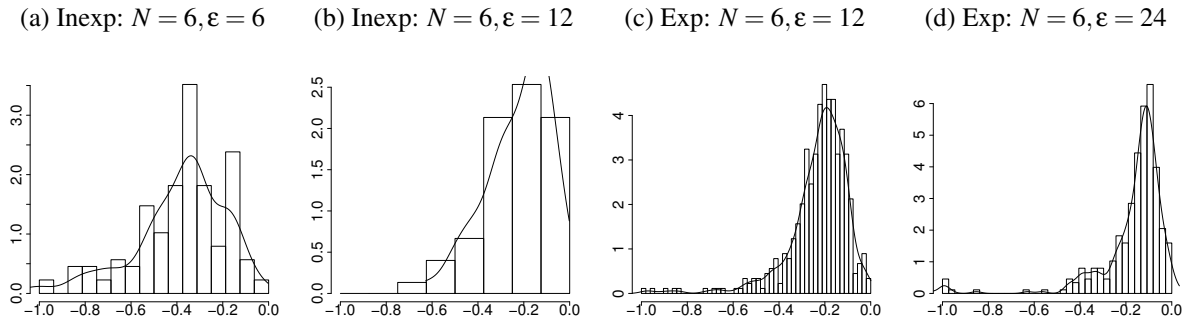 (a) Inexp: N = 6, ε = 6
(b) Inexp: N = 6, ε = 12
(c) Exp: N = 6, ε = 12
(d) Exp: N = 6, ε = 24
0.0 1.0 2.0 3.0
−1.0 −0.8 −0.6 −0.4 −0.2 0.0
0.0 0.5 1.0 1.5 2.0 2.5
−1.0 −0.8 −0.6 −0.4 −0.2 0.0
0 1 2 3 4
−1.0 −0.8 −0.6 −0.4 −0.2 0.0
0 1 2 3 4 5 6
−1.0 −0.8 −0.6 −0.4 −0.2 0.0